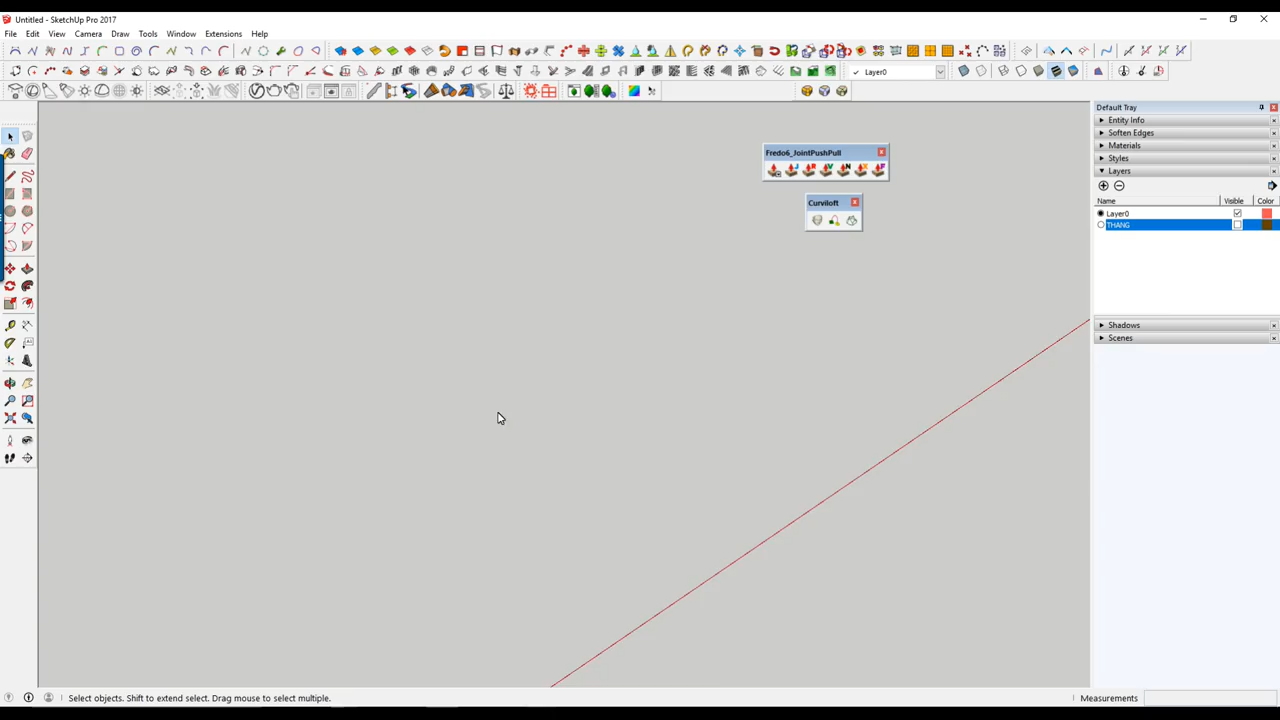 Untitled - SketchUp Pro 2017
File Edit View Camera Draw Tools Window Extensions Help
Layer0
Default Tray
Entity Info
Soften Edges
Materials
Styles
Layers
Name Visible Color
Layer0
THANG
Shadows
Scenes
Fredo6_JointPushPull
Curviloft
Select objects. Shift to extend select. Drag mouse to select multiple.
Measurements